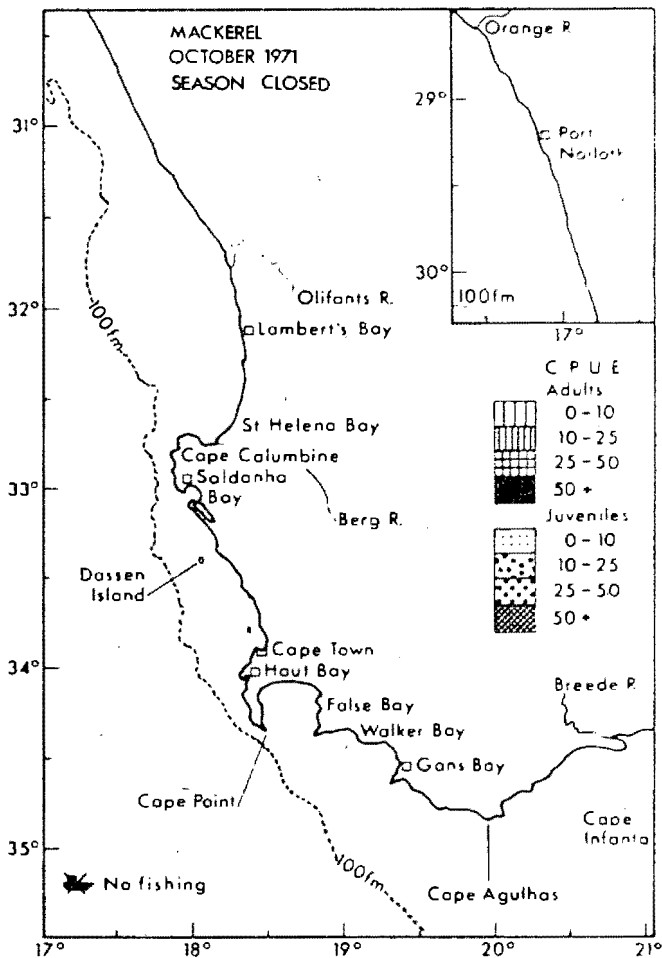 MACKEREL
OCTOBER 1971
SEASON CLOSED
Orange R
29°
Port
Nolloth
30°
100fm
17°
31°
32°
33°
34°
35°
100fm
Olifants R.
Lambert's Bay
St Helena Bay
Cape Calumbine
Saldanha
Bay
Berg R.
Dassen
Island
Cape Town
Haut Bay
False Bay
Walker Bay
Gans Bay
Breede R.
Cape Point
Cape
Infanta
100fm
Cape Agulhas
No fishing
C P U E
Adults
0-10
10-25
25-50
50+
Juveniles
0-10
10-25
25-50
50+
17°
18°
19°
20°
21°